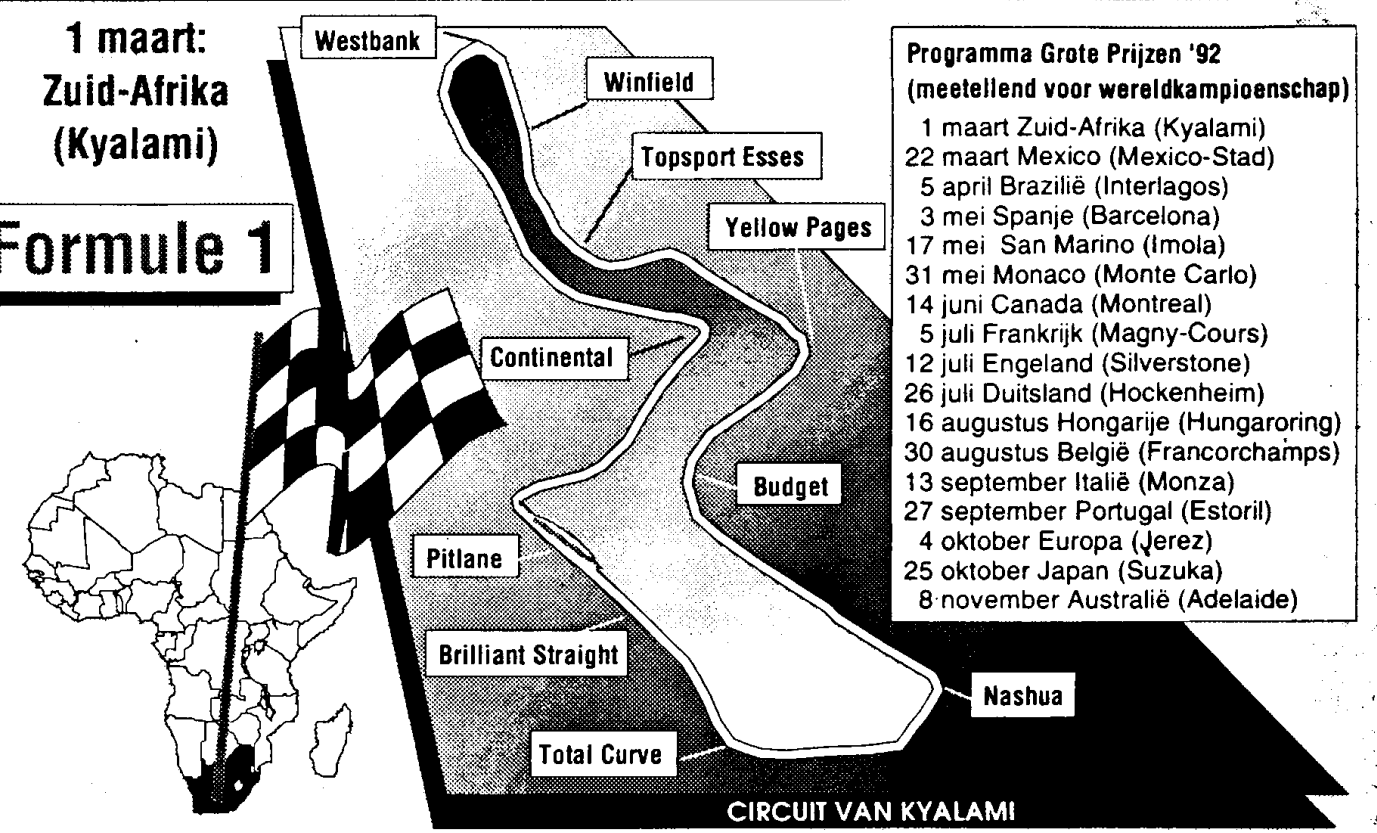 1 maart:
Zuid-Afrika
(Kyalami)
Formule 1
Westbank
Winfield
Topsport Esses
Yellow Pages
Continental
Budget
Pitlane
Brilliant Straight
Nashua
Total Curve
CIRCUIT VAN KYALAMI
Programma Grote Prijzen '92
(meetellend voor wereldkampioenschap)
1 maart Zuid-Afrika (Kyalami)
22 maart Mexico (Mexico-Stad)
5 april Brazilië (Interlagos)
3 mei Spanje (Barcelona)
17 mei San Marino (Imola)
31 mei Monaco (Monte Carlo)
14 juni Canada (Montreal)
5 juli Frankrijk (Magny-Cours)
12 juli Engeland (Silverstone)
26 juli Duitsland (Hockenheim)
16 augustus Hongarije (Hungaroring)
30 augustus België (Francorchamps)
13 september Italië (Monza)
27 september Portugal (Estoril)
4 oktober Europa (Jerez)
25 oktober Japan (Suzuka)
8 november Australië (Adelaide)